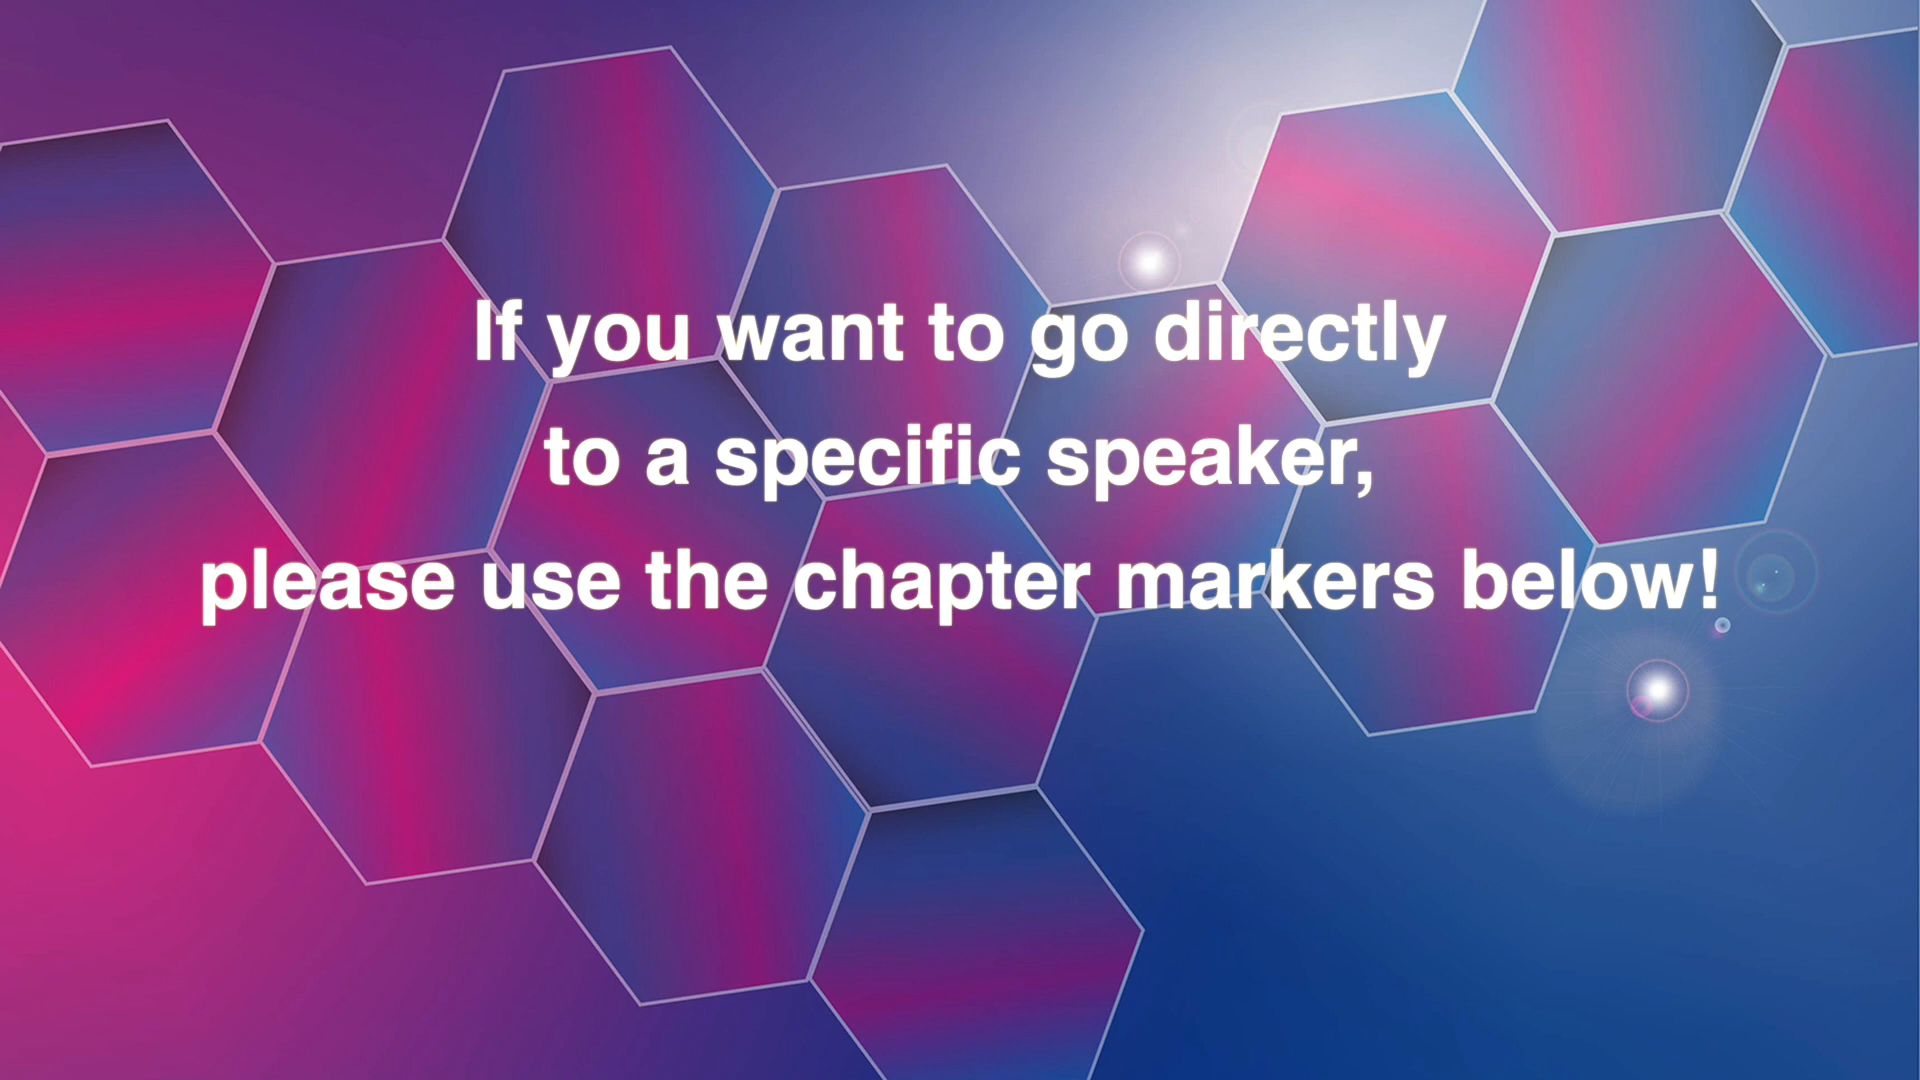 If you want to go directly
to a specific speaker,
please use the chapter markers below!